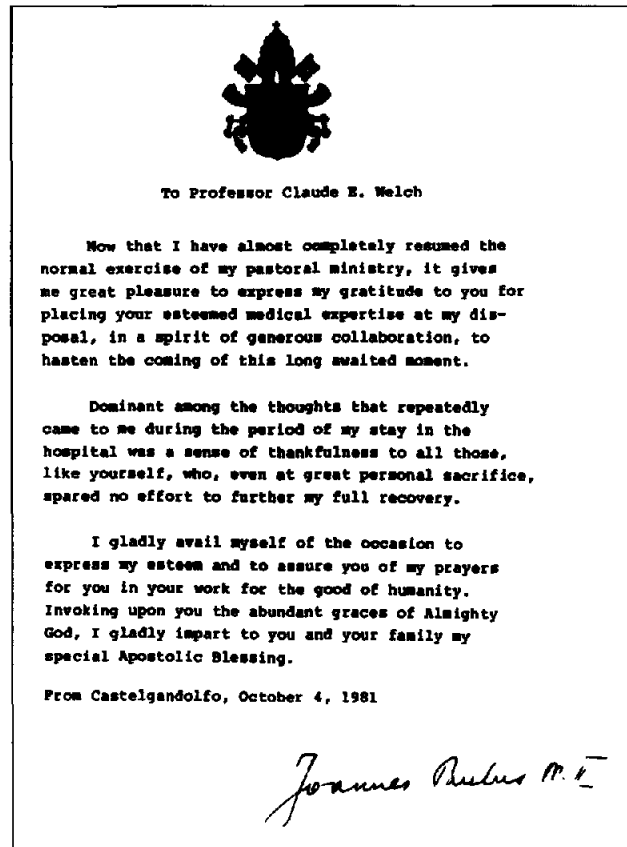 To Professor Claude E. Welch
Now that I have almost completely resumed the
normal exercise of my pastoral ministry, it gives
me great pleasure to express my gratitude to you for
placing your esteemed medical expertise at my dis-
posal, in a spirit of generous collaboration, to
hasten the coming of this long awaited moment.
Dominant among the thoughts that repeatedly
came to me during the period of my stay in the
hospital was a sense of thankfulness to all those,
like yourself, who, even at great personal sacrifice,
spared no effort to further my full recovery.
I gladly avail myself of the occasion to
express my esteem and to assure you of my prayers
for you in your work for the good of humanity.
Invoking upon you the abundant graces of Almighty
God, I gladly impart to you and your family my
special Apostolic Blessing.
From Castelgandolfo, October 4, 1981
Joannes Paulus PP. II